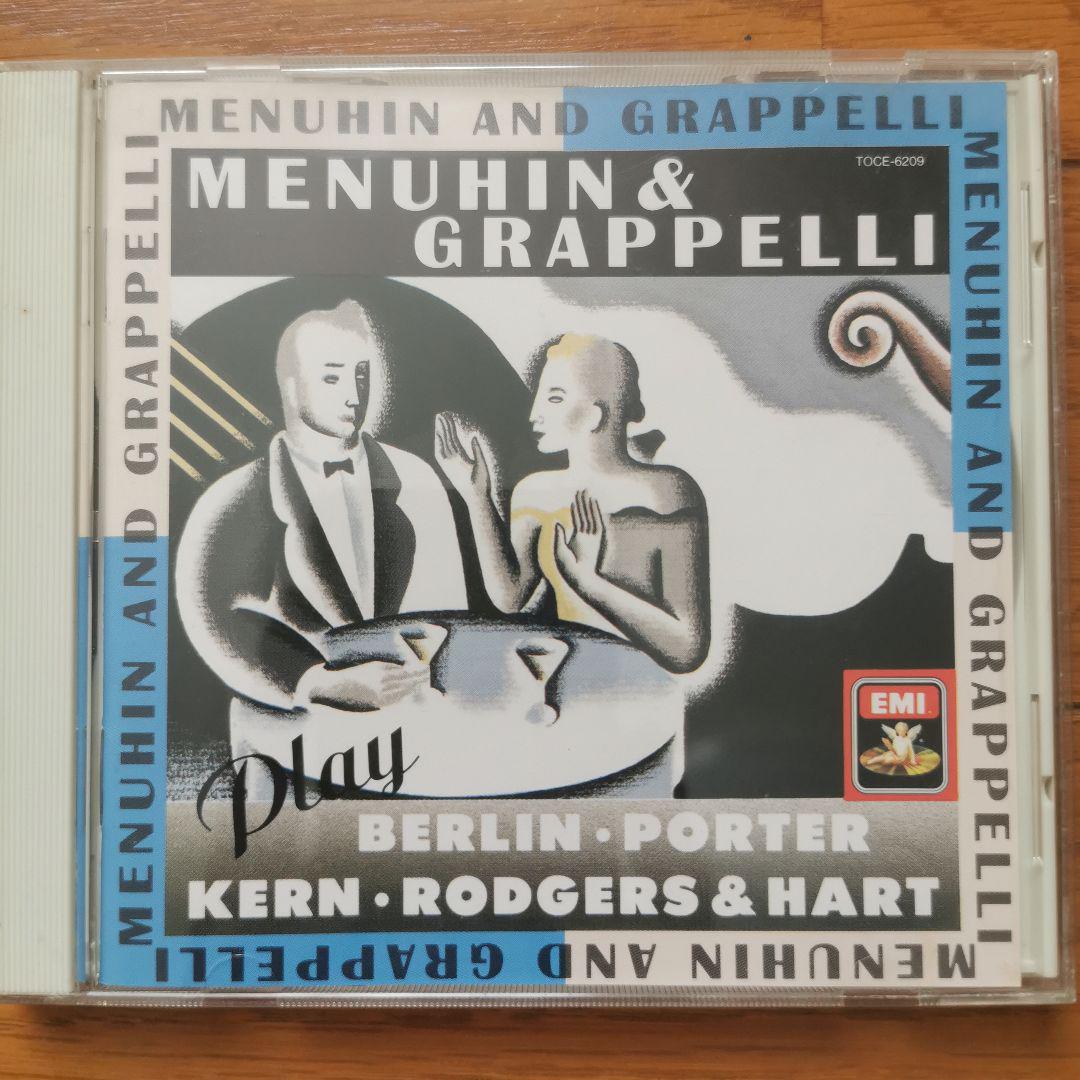 MENUHIN AND GRAPPELLI
TOCE-6209
MENUHIN &
GRAPPELLI
MENUHIN AND GRAPPELLI
MENUHIN AND GRAPPELLI
EMI
Play
BERLIN · PORTER
KERN · RODGERS & HART
MENUHIN AND GRAPPELLI